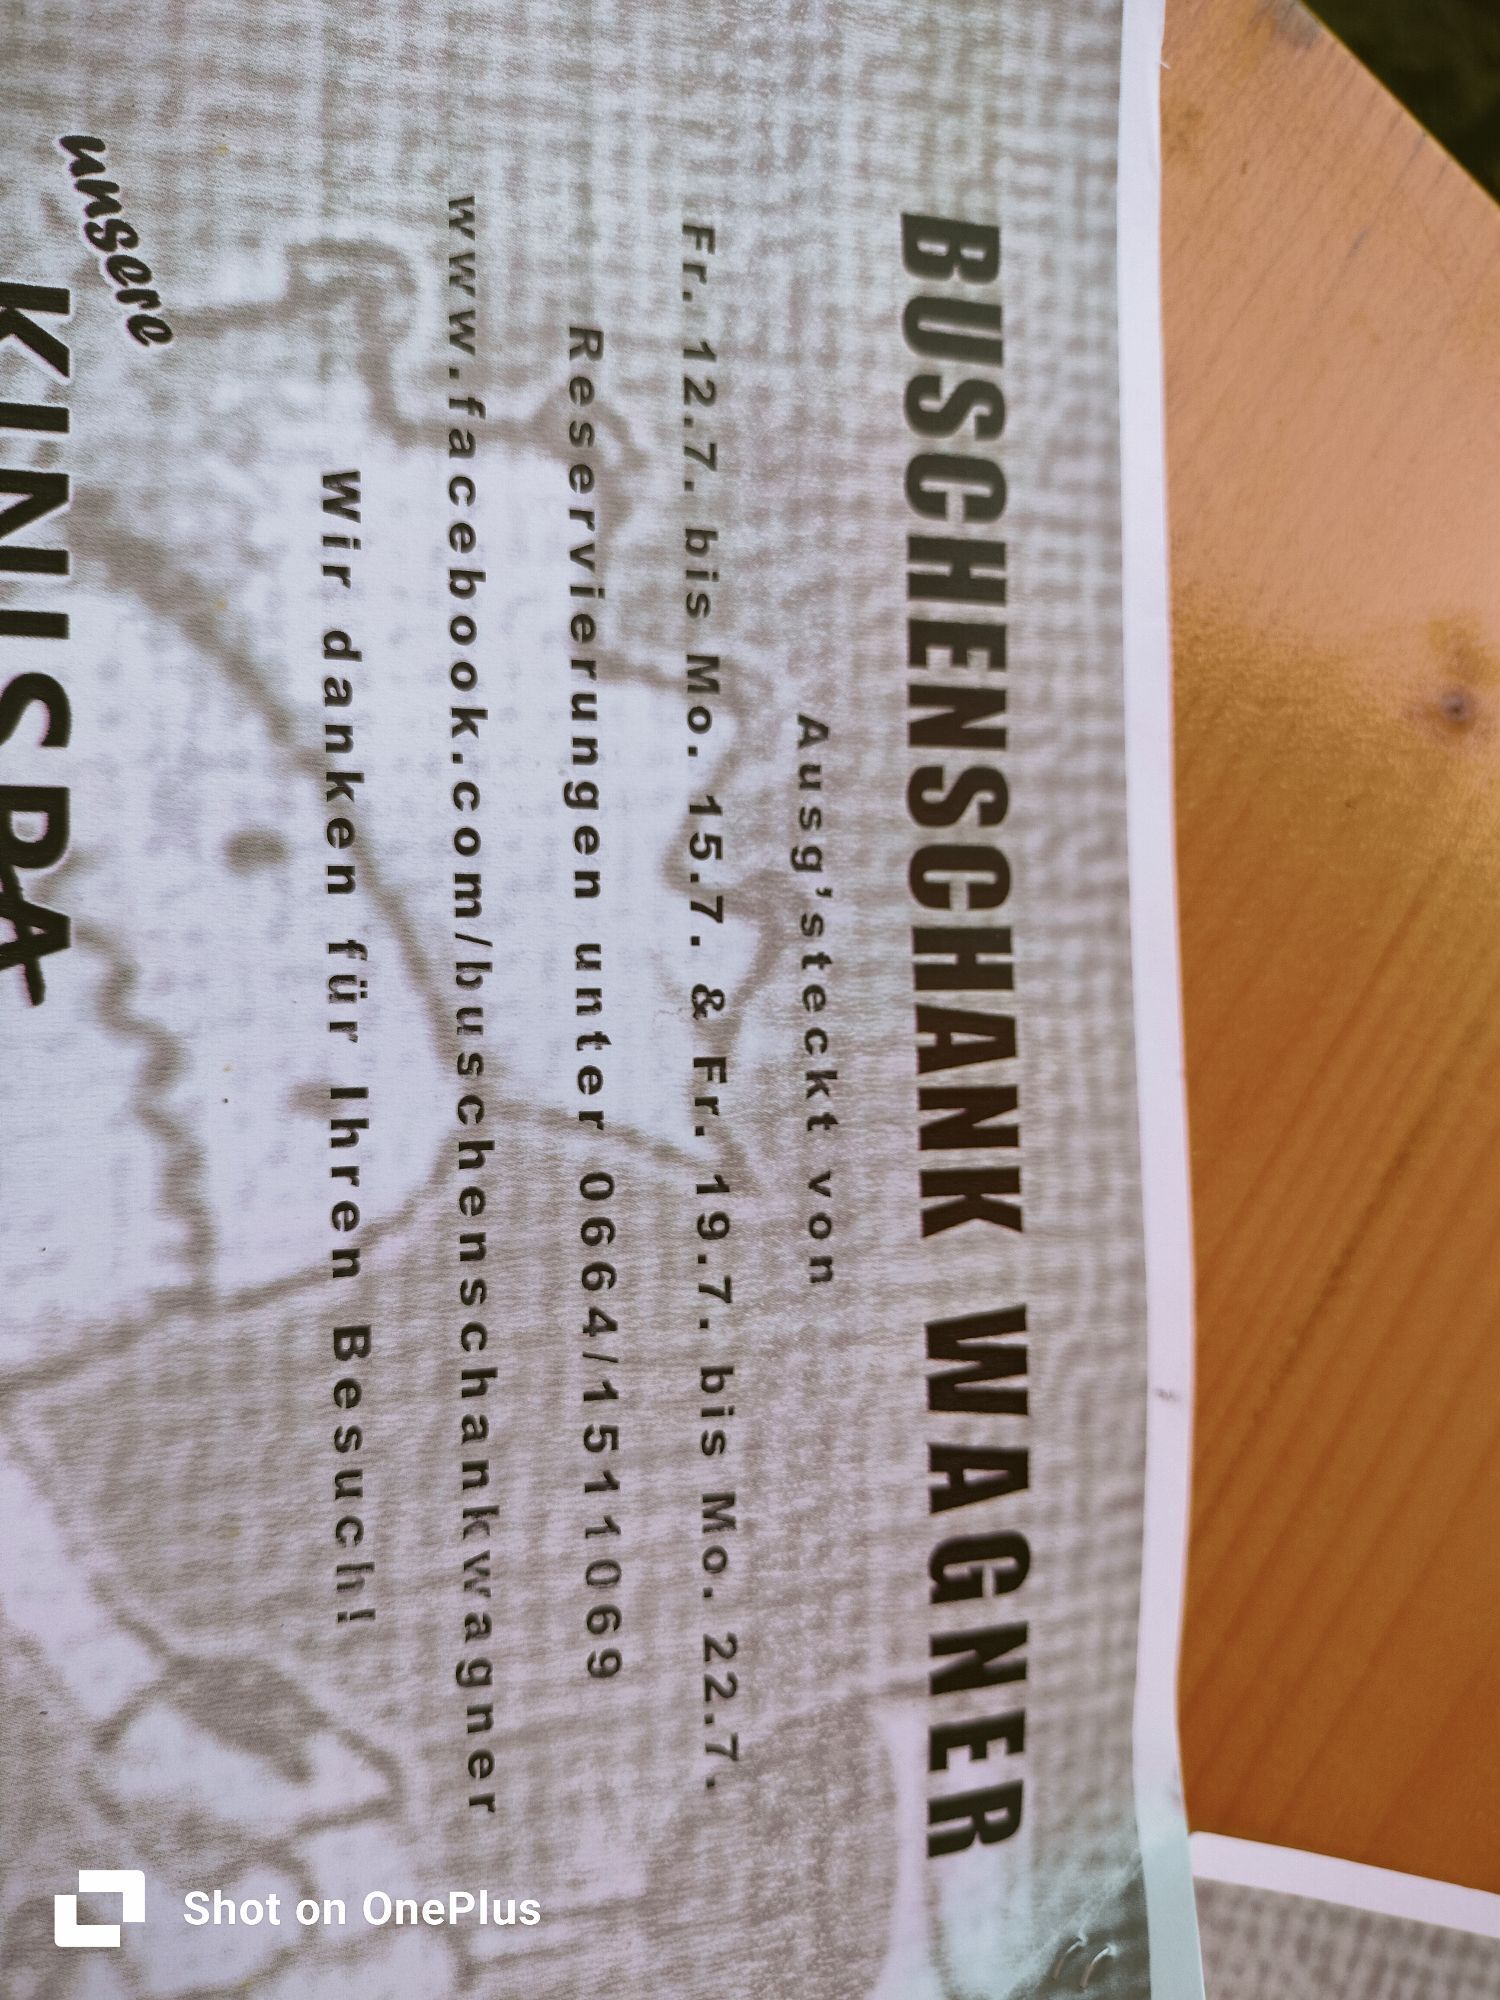 BUSCHENSCHANK WAGNER
Ausg'steckt von
Fr. 12.7. bis Mo. 15.7. & Fr. 19.7. bis Mo. 22.7.
Reservierungen unter 0664/1511069
www.facebook.com/buschenschankwagner
Wir danken für Ihren Besuch!
unsere
Shot on OnePlus